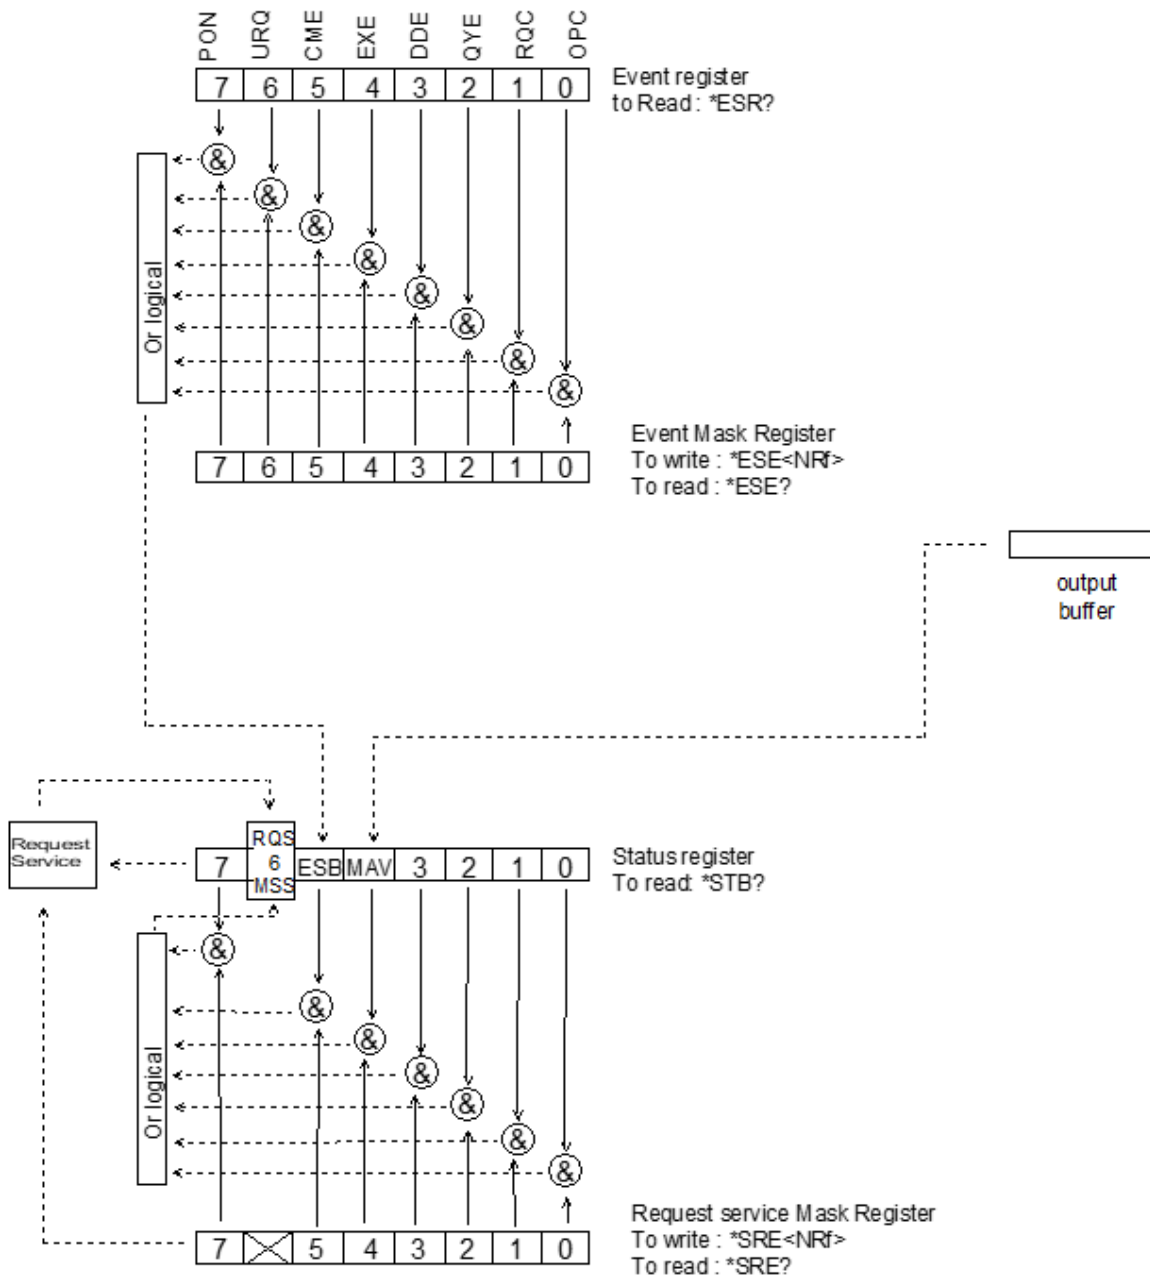 PON URQ CME EXE DDE QYE RQC OPC
7 6 5 4 3 2 1 0
Event register
to Read : *ESR?
&
&
&
&
&
&
&
&
Or logical
Event Mask Register
To write : *ESE<NRf>
To read : *ESE?
7 6 5 4 3 2 1 0
output
buffer
Request
Service
RQS
7 6 ESB MAV 3 2 1 0
MSS
Status register
To read: *STB?
&
&
&
&
&
&
&
Or logical
Request service Mask Register
To write : *SRE<NRf>
To read : *SRE?
7 5 4 3 2 1 0